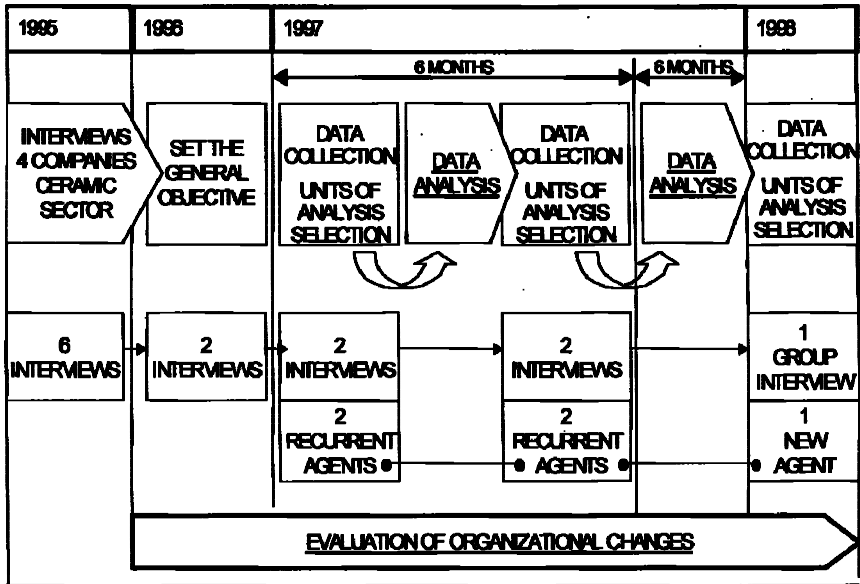 1995
1996
1997
1998
6 MONTHS
6 MONTHS
INTERVIEWS
4 COMPANIES
CERAMIC
SECTOR
SET THE
GENERAL
OBJECTIVE
DATA
COLLECTION
UNITS OF
ANALYSIS
SELECTION
DATA
ANALYSIS
DATA
COLLECTION
UNITS OF
ANALYSIS
SELECTION
DATA
ANALYSIS
DATA
COLLECTION
UNITS OF
ANALYSIS
SELECTION
6
INTERVIEWS
2
INTERVIEWS
2
INTERVIEWS
2
INTERVIEWS
1
GROUP
INTERVIEW
2
RECURRENT
AGENTS
2
RECURRENT
AGENTS
1
NEW
AGENT
EVALUATION OF ORGANIZATIONAL CHANGES